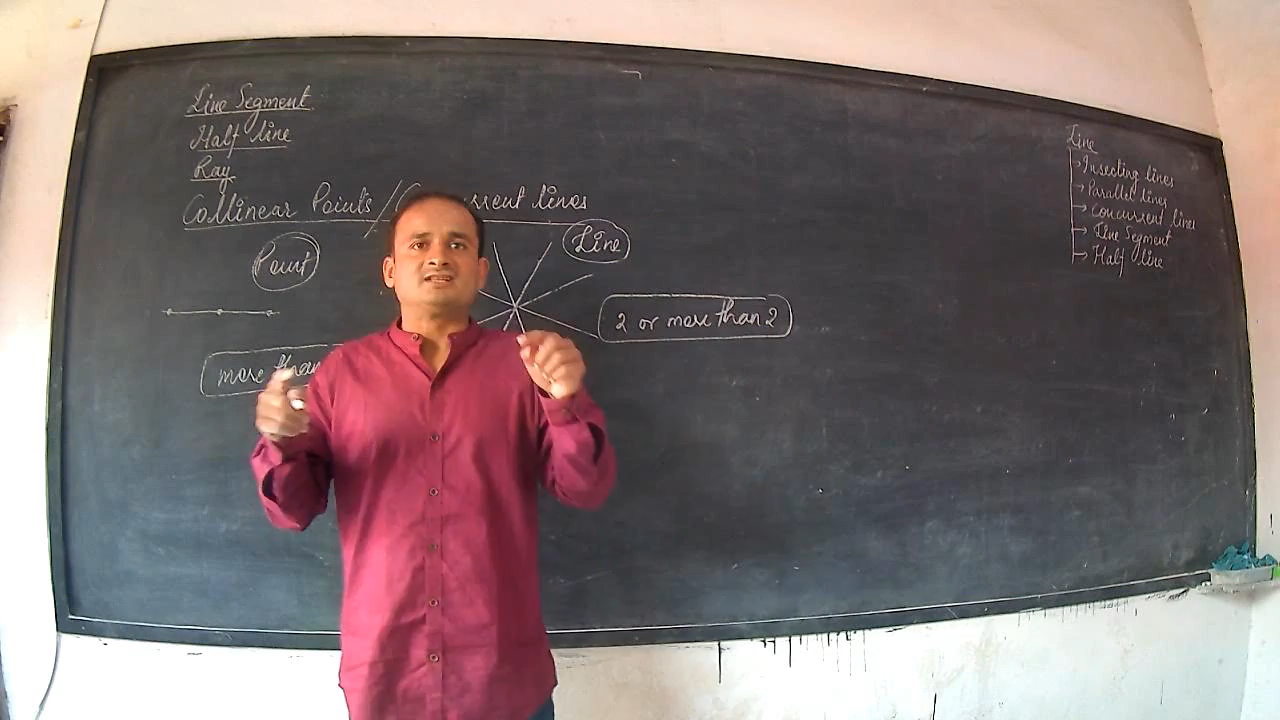 Line Segment
Half line
Ray
Collinear Points / Concurrent lines
Point
Line
2 or more than 2
more than
Line
Insecting lines
Parallel lines
Concurrent lines
Line Segment
Half line